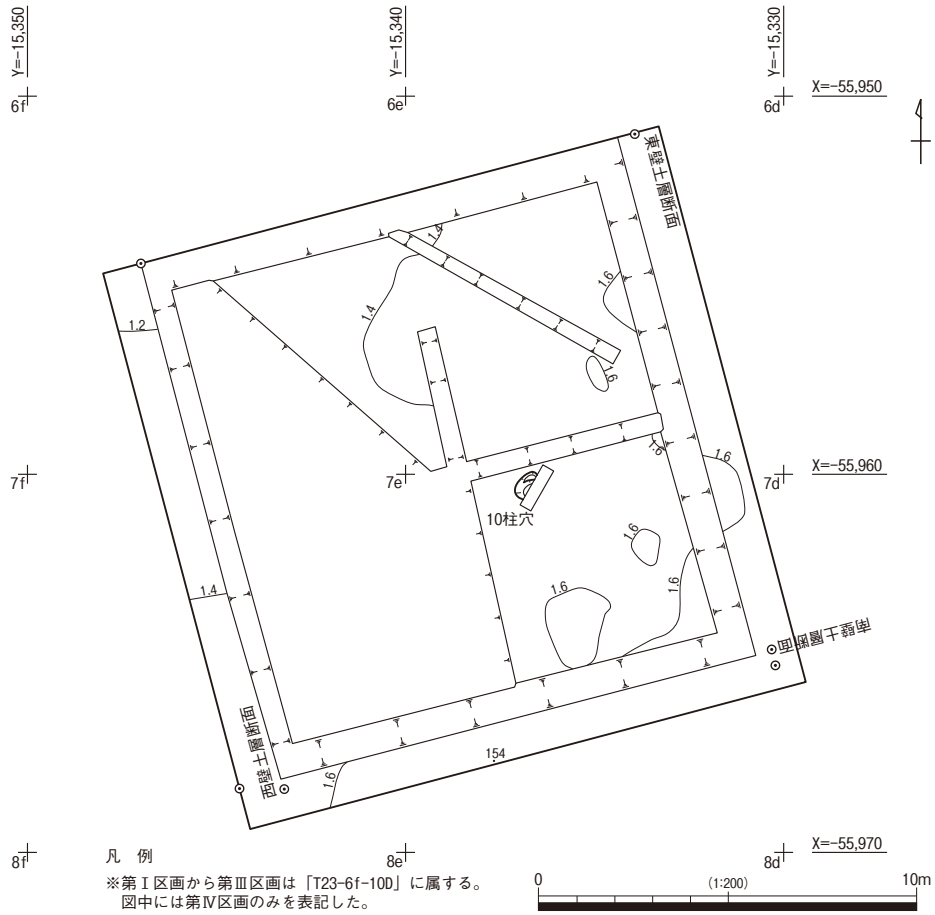 Y=-15,350
Y=-15,340
Y=-15,330
6f
6e
6d
X=-55,950
東壁土層断面
1.4
1.6
1.2
1.4
1.6
1.6
1.6
7f
7e
7d
X=-55,960
10柱穴
1.6
1.6
1.6
1.4
南壁土層断面
西壁土層断面
154
1.6
8f
8e
8d
X=-55,970
凡 例
※第Ⅰ区画から第Ⅲ区画は「T23-6f-10D」に属する。
図中には第Ⅳ区画のみを表記した。
0
(1:200)
10m